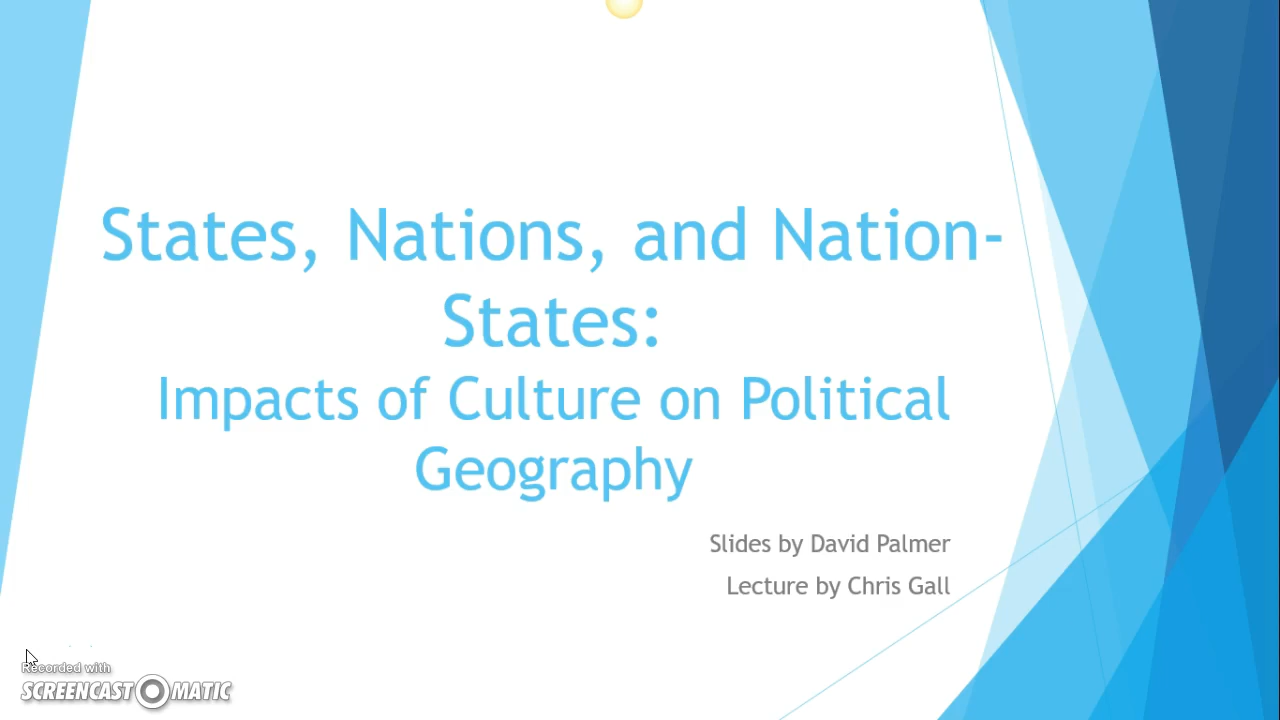 States, Nations, and Nation-
States:
Impacts of Culture on Political
Geography
Slides by David Palmer
Lecture by Chris Gall
Recorded with
SCREENCAST MATIC